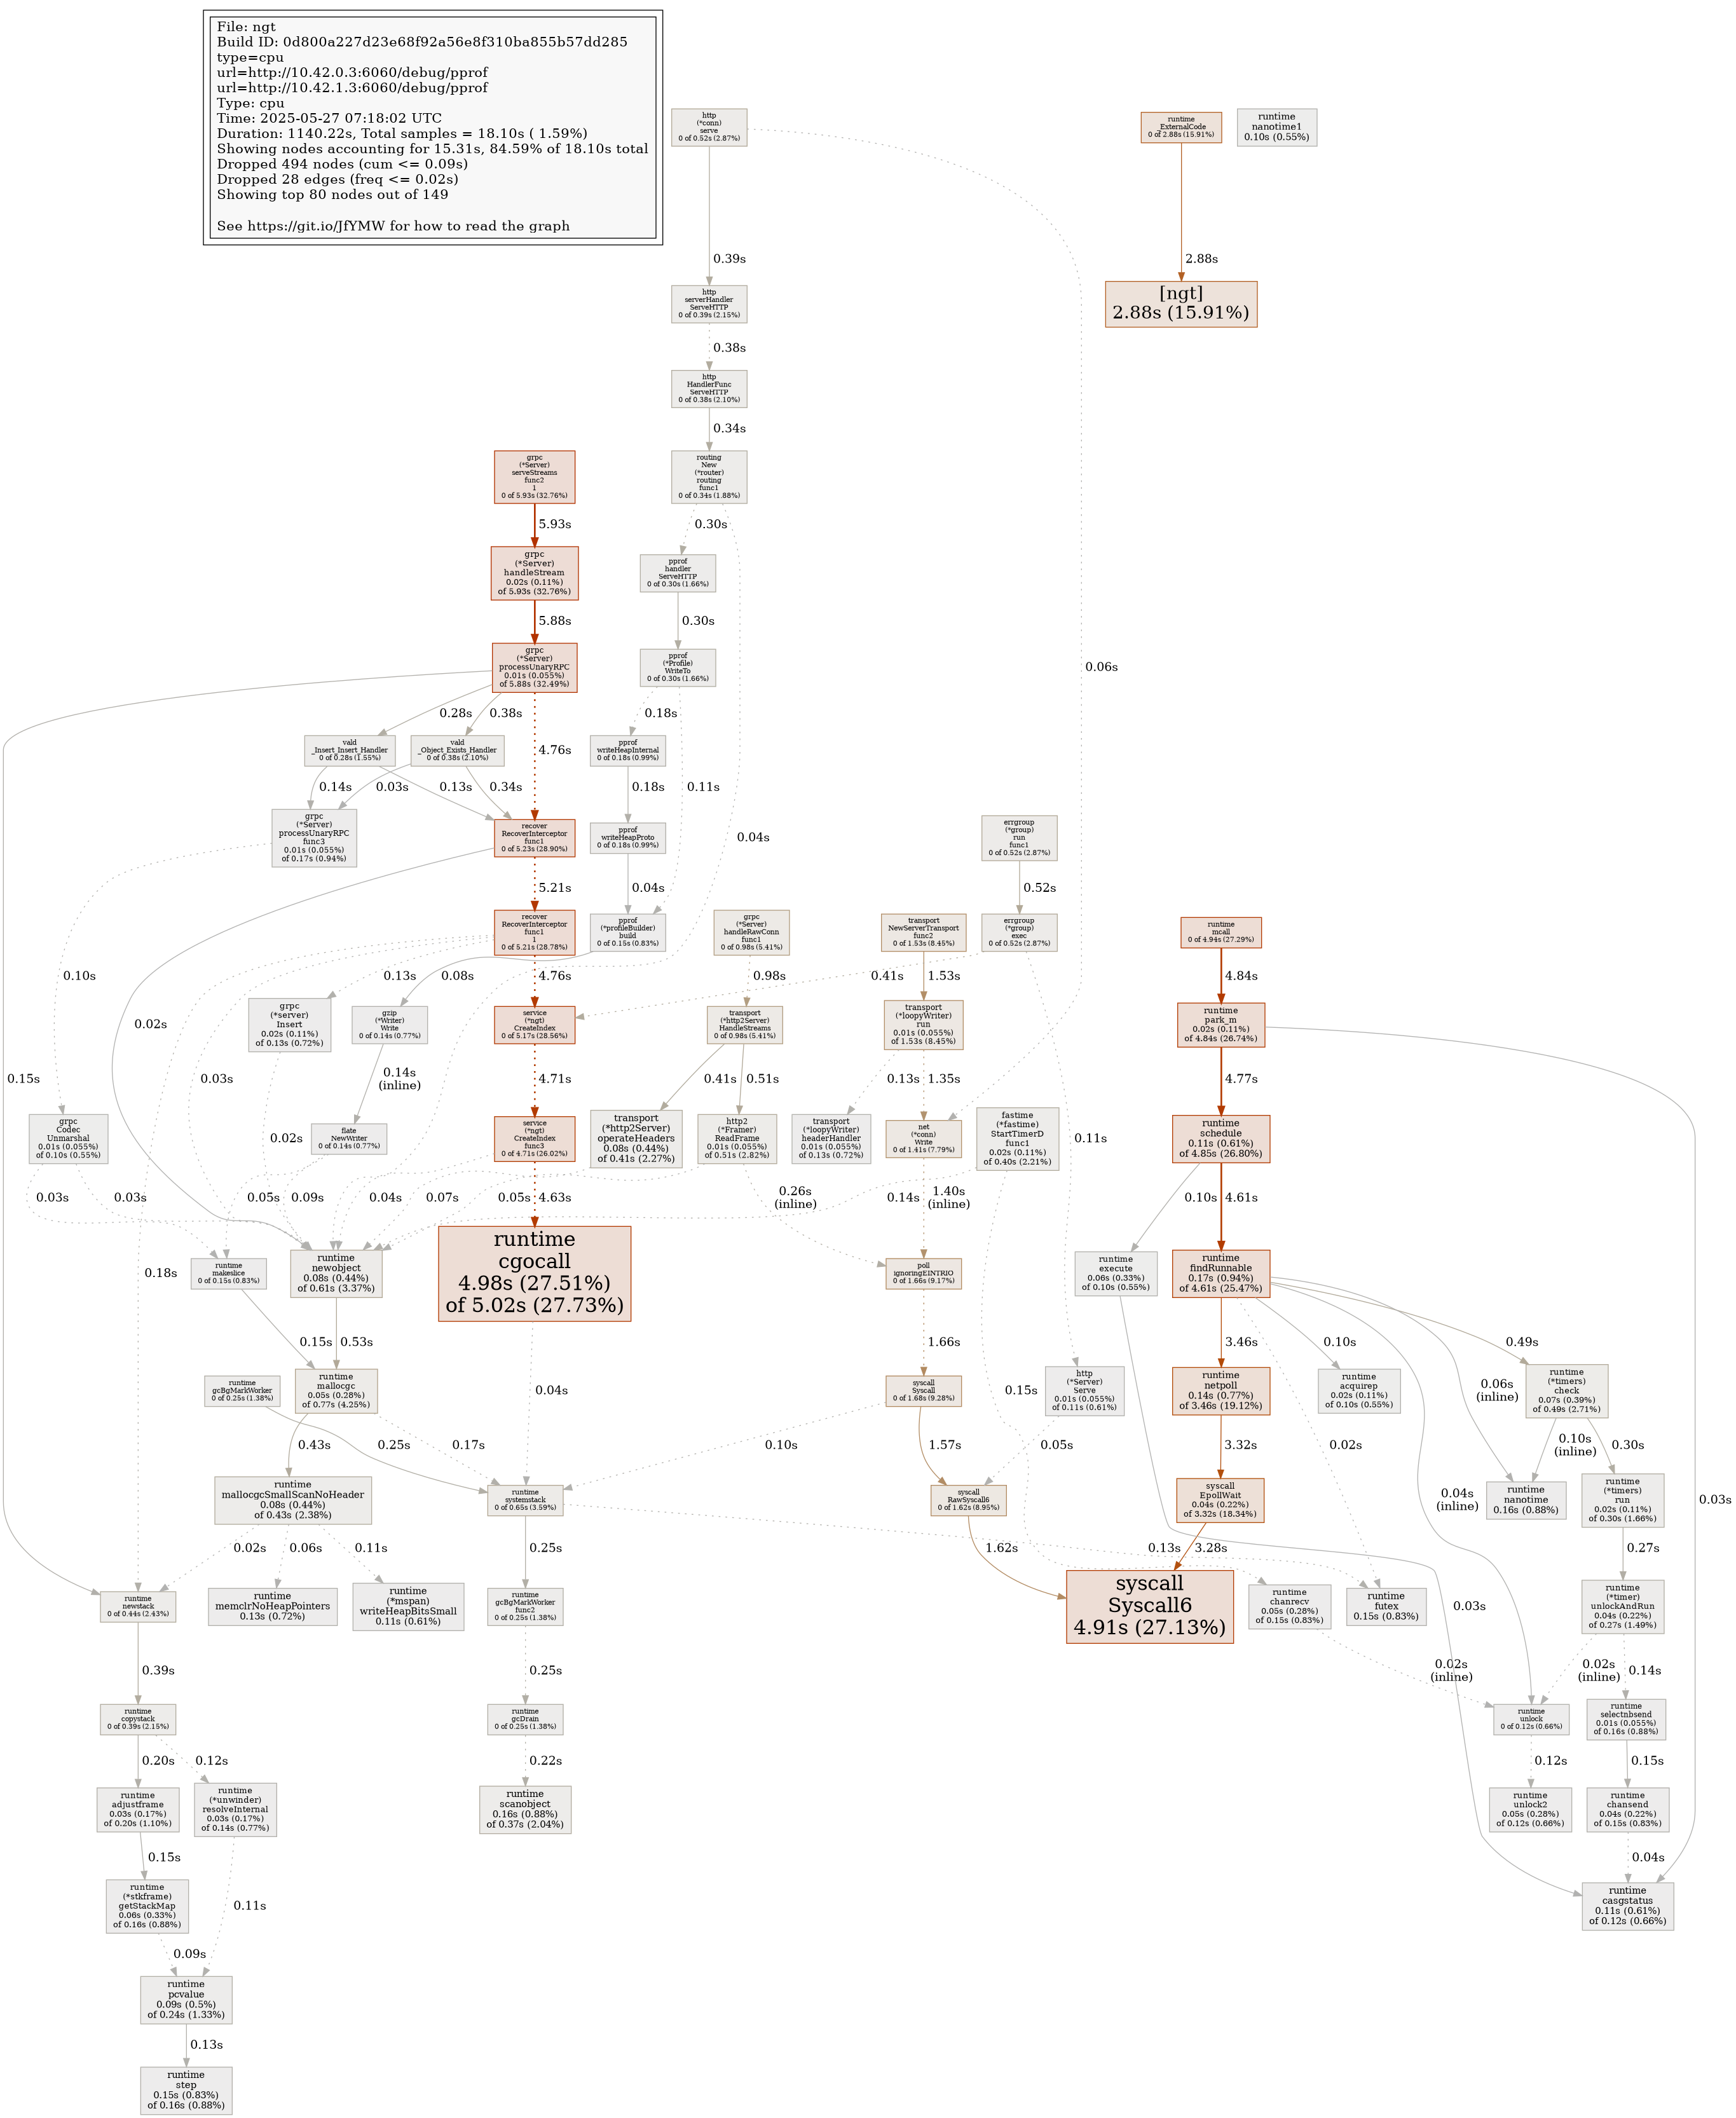 File: ngt
Build ID: 0d800a227d23e68f92a56e8f310ba855b57dd285
type=cpu
url=http://10.42.0.3:6060/debug/pprof
url=http://10.42.1.3:6060/debug/pprof
Type: cpu
Time: 2025-05-27 07:18:02 UTC
Duration: 1140.22s, Total samples = 18.10s ( 1.59%)
Showing nodes accounting for 15.31s, 84.59% of 18.10s total
Dropped 494 nodes (cum <= 0.09s)
Dropped 28 edges (freq <= 0.02s)
Showing top 80 nodes out of 149
See https://git.io/JfYMW for how to read the graph
http
(*conn)
serve
0 of 0.52s (2.87%)
runtime
_ExternalCode
0 of 2.88s (15.91%)
runtime
nanotime1
0.10s (0.55%)
0.39s
2.88s
http
serverHandler
ServeHTTP
0 of 0.39s (2.15%)
[ngt]
2.88s (15.91%)
0.38s
http
HandlerFunc
ServeHTTP
0 of 0.38s (2.10%)
0.34s
grpc
(*Server)
serveStreams
func2
1
0 of 5.93s (32.76%)
routing
New
(*router)
routing
func1
0 of 0.34s (1.88%)
5.93s
0.30s
grpc
(*Server)
handleStream
0.02s (0.11%)
of 5.93s (32.76%)
pprof
handler
ServeHTTP
0 of 0.30s (1.66%)
5.88s
0.30s
0.06s
grpc
(*Server)
processUnaryRPC
0.01s (0.055%)
of 5.88s (32.49%)
pprof
(*Profile)
WriteTo
0 of 0.30s (1.66%)
0.28s
0.38s
0.18s
4.76s
vald
_Insert_Insert_Handler
0 of 0.28s (1.55%)
vald
_Object_Exists_Handler
0 of 0.38s (2.10%)
pprof
writeHeapInternal
0 of 0.18s (0.99%)
0.14s
0.03s
0.13s
0.34s
0.18s
0.11s
grpc
(*Server)
processUnaryRPC
func3
0.01s (0.055%)
of 0.17s (0.94%)
recover
RecoverInterceptor
func1
0 of 5.23s (28.90%)
pprof
writeHeapProto
0 of 0.18s (0.99%)
0.04s
errgroup
(*group)
run
func1
0 of 0.52s (2.87%)
5.21s
0.04s
0.52s
recover
RecoverInterceptor
func1
1
0 of 5.21s (28.78%)
pprof
(*profileBuilder)
build
0 of 0.15s (0.83%)
grpc
(*Server)
handleRawConn
func1
0 of 0.98s (5.41%)
transport
NewServerTransport
func2
0 of 1.53s (8.45%)
errgroup
(*group)
exec
0 of 0.52s (2.87%)
runtime
mcall
0 of 4.94s (27.29%)
0.10s
0.13s
0.08s
4.76s
0.98s
0.41s
1.53s
4.84s
0.02s
grpc
(*server)
Insert
0.02s (0.11%)
of 0.13s (0.72%)
gzip
(*Writer)
Write
0 of 0.14s (0.77%)
service
(*ngt)
CreateIndex
0 of 5.17s (28.56%)
transport
(*http2Server)
HandleStreams
0 of 0.98s (5.41%)
transport
(*loopyWriter)
run
0.01s (0.055%)
of 1.53s (8.45%)
runtime
park_m
0.02s (0.11%)
of 4.84s (26.74%)
0.15s
0.03s
0.14s
(inline)
4.71s
0.41s
0.51s
0.13s
1.35s
4.77s
grpc
Codec
Unmarshal
0.01s (0.055%)
of 0.10s (0.55%)
0.02s
flate
NewWriter
0 of 0.14s (0.77%)
service
(*ngt)
CreateIndex
func3
0 of 4.71s (26.02%)
transport
(*http2Server)
operateHeaders
0.08s (0.44%)
of 0.41s (2.27%)
http2
(*Framer)
ReadFrame
0.01s (0.055%)
of 0.51s (2.82%)
transport
(*loopyWriter)
headerHandler
0.01s (0.055%)
of 0.13s (0.72%)
net
(*conn)
Write
0 of 1.41s (7.79%)
fastime
(*fastime)
StartTimerD
func1
0.02s (0.11%)
of 0.40s (2.21%)
0.11s
runtime
schedule
0.11s (0.61%)
of 4.85s (26.80%)
0.03s
0.03s
0.05s
0.09s
0.04s
4.63s
0.07s
0.05s
0.26s
(inline)
0.14s
1.40s
(inline)
0.10s
4.61s
0.18s
runtime
makeslice
0 of 0.15s (0.83%)
runtime
newobject
0.08s (0.44%)
of 0.61s (3.37%)
runtime
cgocall
4.98s (27.51%)
of 5.02s (27.73%)
poll
ignoringEINTRIO
0 of 1.66s (9.17%)
runtime
execute
0.06s (0.33%)
of 0.10s (0.55%)
runtime
findRunnable
0.17s (0.94%)
of 4.61s (25.47%)
0.15s
0.53s
1.66s
3.46s
0.10s
0.49s
runtime
gcBgMarkWorker
0 of 0.25s (1.38%)
runtime
mallocgc
0.05s (0.28%)
of 0.77s (4.25%)
0.04s
syscall
Syscall
0 of 1.68s (9.28%)
0.15s
http
(*Server)
Serve
0.01s (0.055%)
of 0.11s (0.61%)
runtime
netpoll
0.14s (0.77%)
of 3.46s (19.12%)
runtime
acquirep
0.02s (0.11%)
of 0.10s (0.55%)
0.06s
(inline)
runtime
(*timers)
check
0.07s (0.39%)
of 0.49s (2.71%)
0.43s
0.25s
0.17s
0.10s
1.57s
0.05s
3.32s
0.02s
0.10s
(inline)
0.30s
runtime
mallocgcSmallScanNoHeader
0.08s (0.44%)
of 0.43s (2.38%)
runtime
systemstack
0 of 0.65s (3.59%)
syscall
RawSyscall6
0 of 1.62s (8.95%)
syscall
EpollWait
0.04s (0.22%)
of 3.32s (18.34%)
0.04s
(inline)
runtime
nanotime
0.16s (0.88%)
runtime
(*timers)
run
0.02s (0.11%)
of 0.30s (1.66%)
0.03s
0.02s
0.06s
0.11s
0.25s
1.62s
0.13s
3.28s
0.27s
runtime
newstack
0 of 0.44s (2.43%)
runtime
memclrNoHeapPointers
0.13s (0.72%)
runtime
(*mspan)
writeHeapBitsSmall
0.11s (0.61%)
runtime
gcBgMarkWorker
func2
0 of 0.25s (1.38%)
syscall
Syscall6
4.91s (27.13%)
runtime
chanrecv
0.05s (0.28%)
of 0.15s (0.83%)
runtime
futex
0.15s (0.83%)
0.03s
runtime
(*timer)
unlockAndRun
0.04s (0.22%)
of 0.27s (1.49%)
0.39s
0.25s
0.02s
(inline)
0.02s
(inline)
0.14s
runtime
copystack
0 of 0.39s (2.15%)
runtime
gcDrain
0 of 0.25s (1.38%)
runtime
unlock
0 of 0.12s (0.66%)
runtime
selectnbsend
0.01s (0.055%)
of 0.16s (0.88%)
0.20s
0.12s
0.22s
0.12s
0.15s
runtime
adjustframe
0.03s (0.17%)
of 0.20s (1.10%)
runtime
(*unwinder)
resolveInternal
0.03s (0.17%)
of 0.14s (0.77%)
runtime
scanobject
0.16s (0.88%)
of 0.37s (2.04%)
runtime
unlock2
0.05s (0.28%)
of 0.12s (0.66%)
runtime
chansend
0.04s (0.22%)
of 0.15s (0.83%)
0.15s
0.04s
runtime
(*stkframe)
getStackMap
0.06s (0.33%)
of 0.16s (0.88%)
0.11s
runtime
casgstatus
0.11s (0.61%)
of 0.12s (0.66%)
0.09s
runtime
pcvalue
0.09s (0.5%)
of 0.24s (1.33%)
0.13s
runtime
step
0.15s (0.83%)
of 0.16s (0.88%)